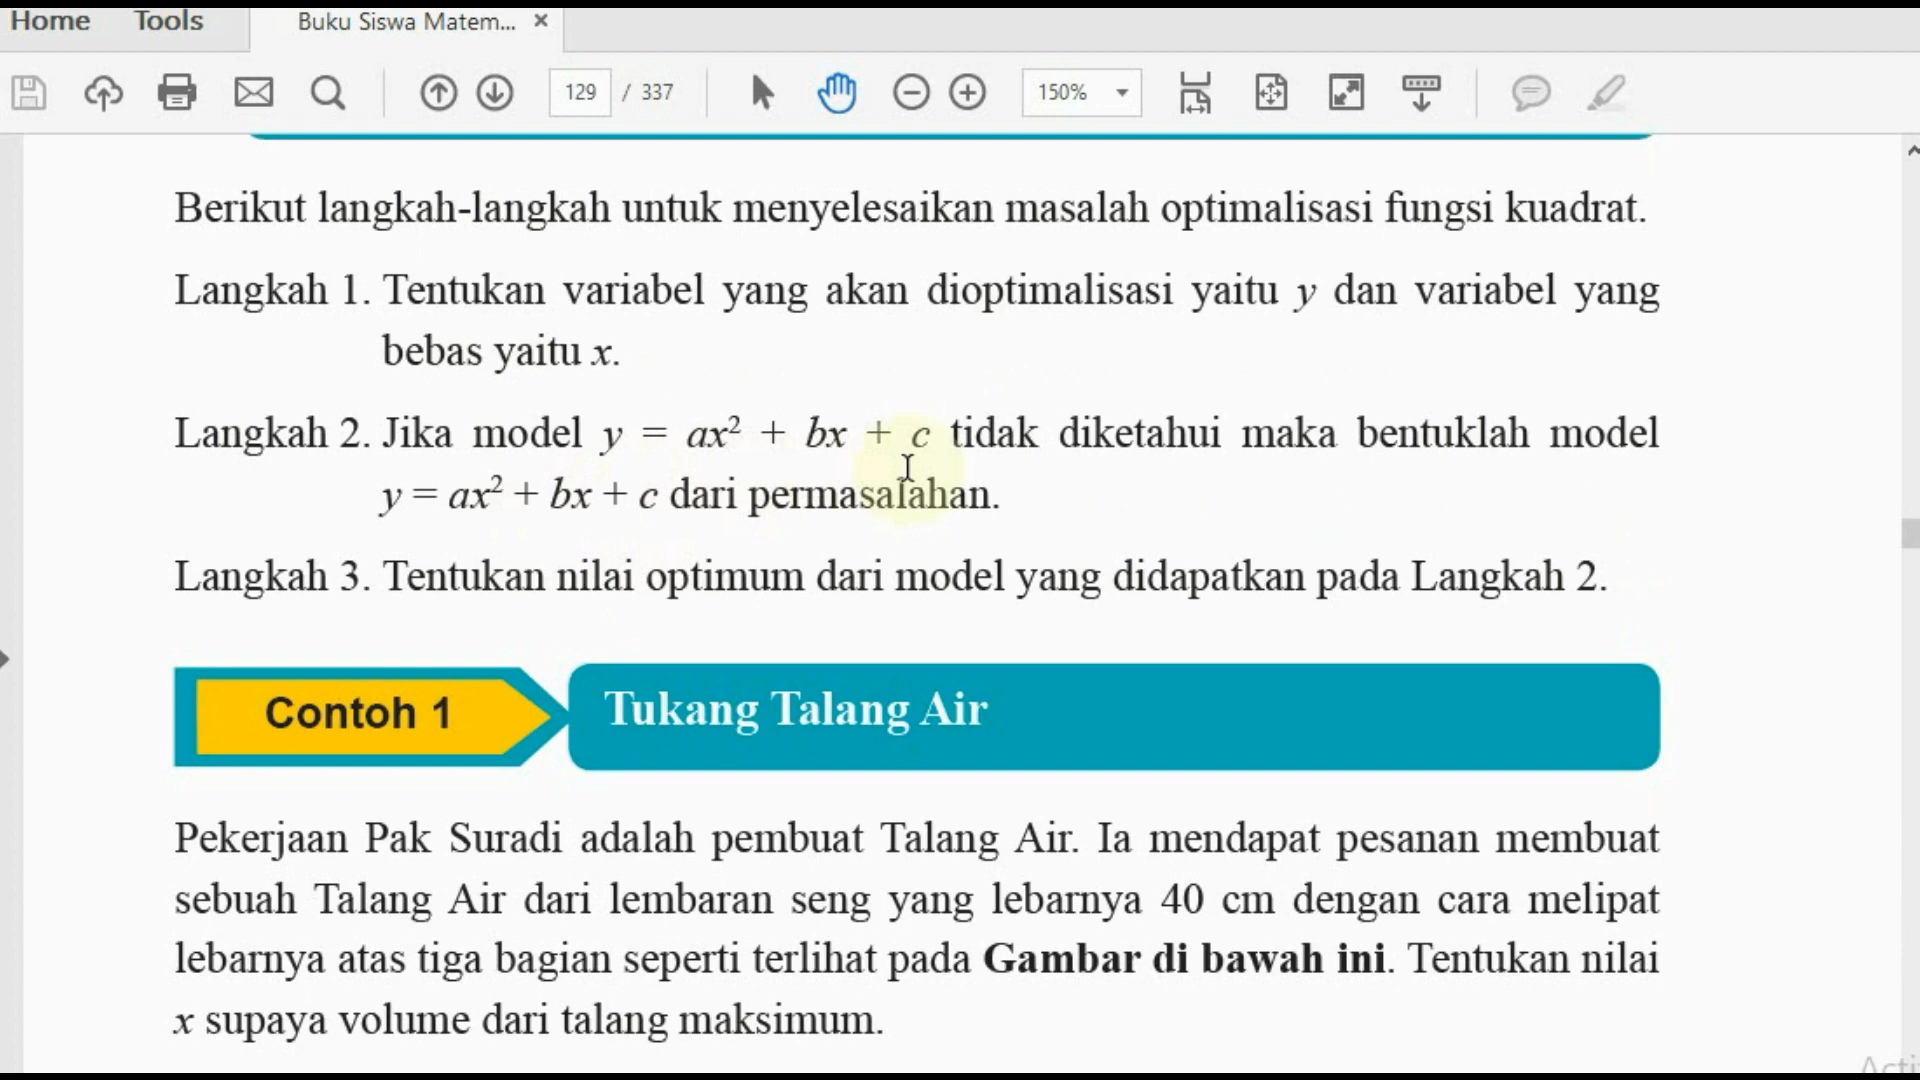 Home Tools Buku Siswa Matem... ×
129 / 337 150%
Berikut langkah-langkah untuk menyelesaikan masalah optimalisasi fungsi kuadrat.
Langkah 1. Tentukan variabel yang akan dioptimalisasi yaitu y dan variabel yang
bebas yaitu x.
Langkah 2. Jika model y = ax² + bx + c tidak diketahui maka bentuklah model
y = ax² + bx + c dari permasalahan.
Langkah 3. Tentukan nilai optimum dari model yang didapatkan pada Langkah 2.
Contoh 1 Tukang Talang Air
Pekerjaan Pak Suradi adalah pembuat Talang Air. Ia mendapat pesanan membuat
sebuah Talang Air dari lembaran seng yang lebarnya 40 cm dengan cara melipat
lebarnya atas tiga bagian seperti terlihat pada Gambar di bawah ini. Tentukan nilai
x supaya volume dari talang maksimum.